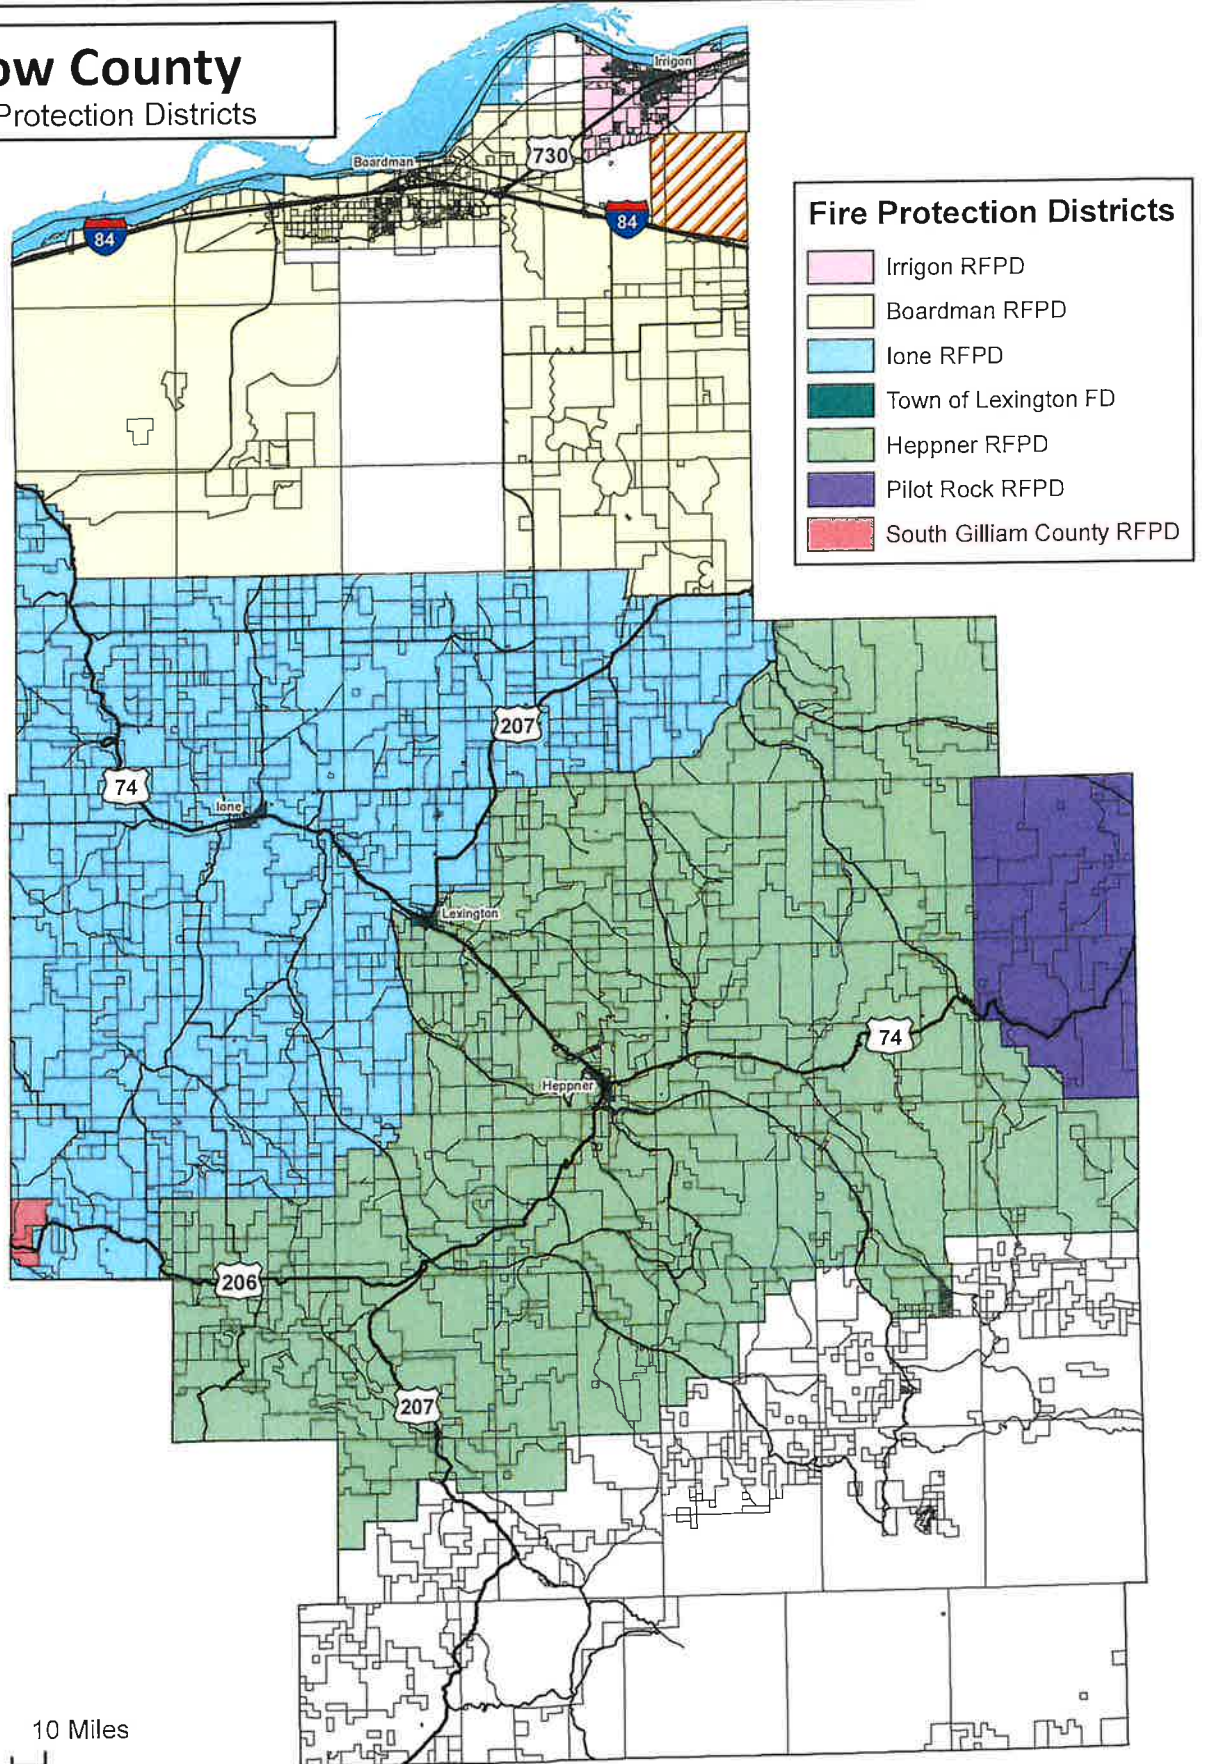 ow County
Protection Districts
Irrigon
Boardman
730
84
84
Fire Protection Districts
Irrigon RFPD
Boardman RFPD
Ione RFPD
Town of Lexington FD
Heppner RFPD
Pilot Rock RFPD
South Gilliam County RFPD
207
74
Ione
Lexington
74
Heppner
206
207
10 Miles